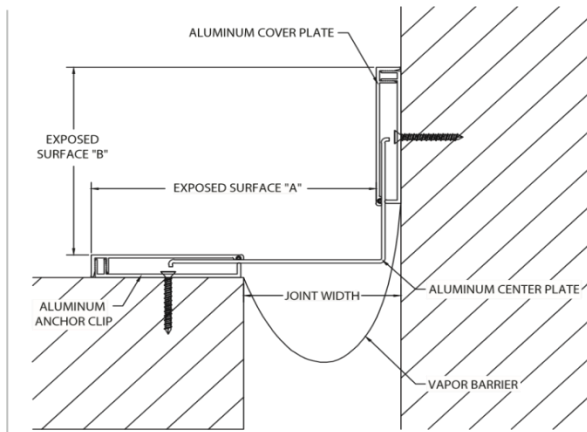 ALUMINUM COVER PLATE
EXPOSED
SURFACE "B"
EXPOSED SURFACE "A"
JOINT WIDTH
ALUMINUM CENTER PLATE
ALUMINUM
ANCHOR CLIP
VAPOR BARRIER